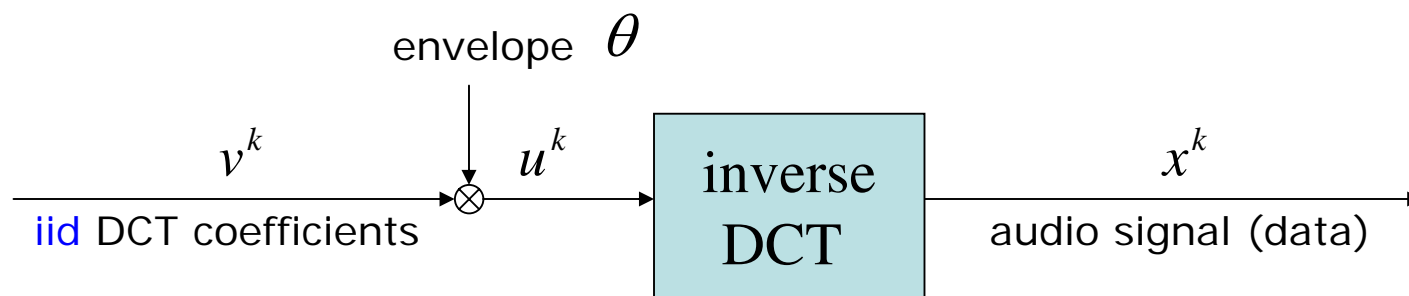 envelope θ
v^k
u^k
x^k
iid DCT coefficients
inverse
DCT
audio signal (data)